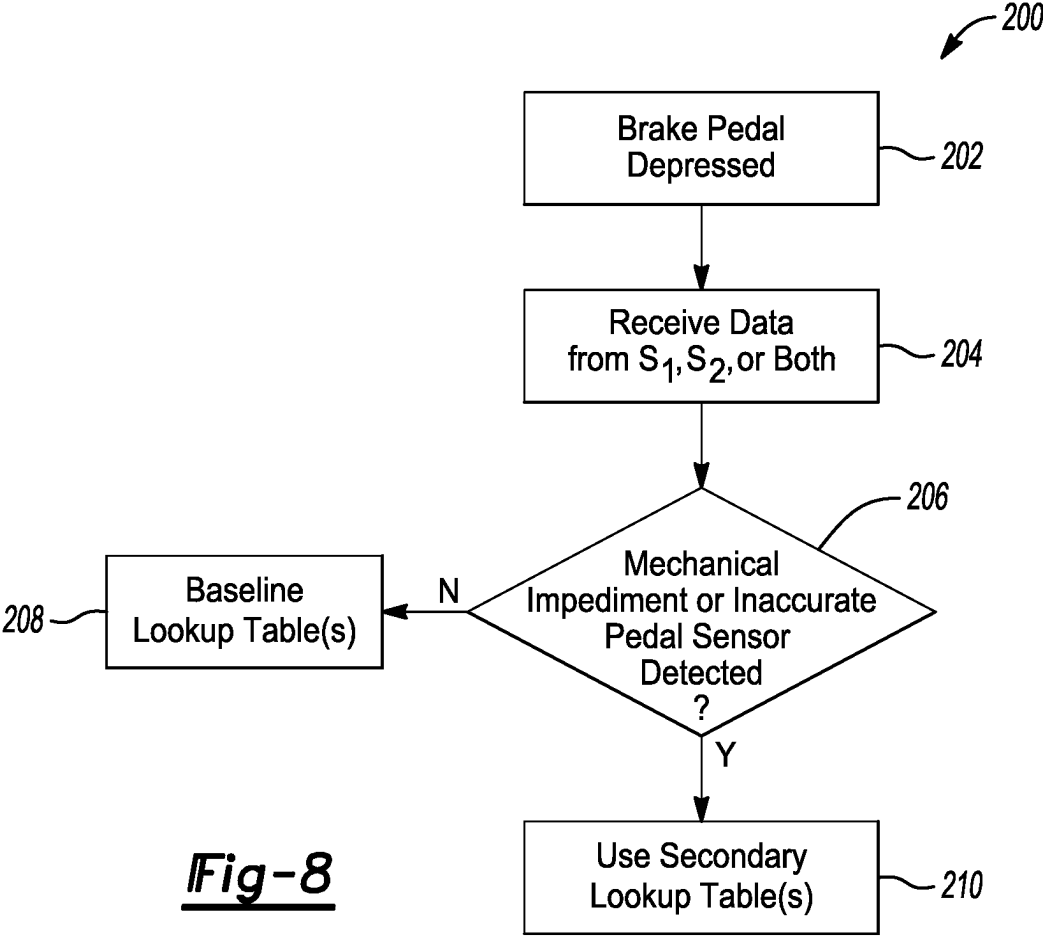 200
Brake Pedal
Depressed
202
Receive Data
from S1, S2, or Both
204
206
Mechanical
Impediment or Inaccurate
Pedal Sensor
Detected
?
N
Baseline
Lookup Table(s)
208
Y
Use Secondary
Lookup Table(s)
210
Fig-8